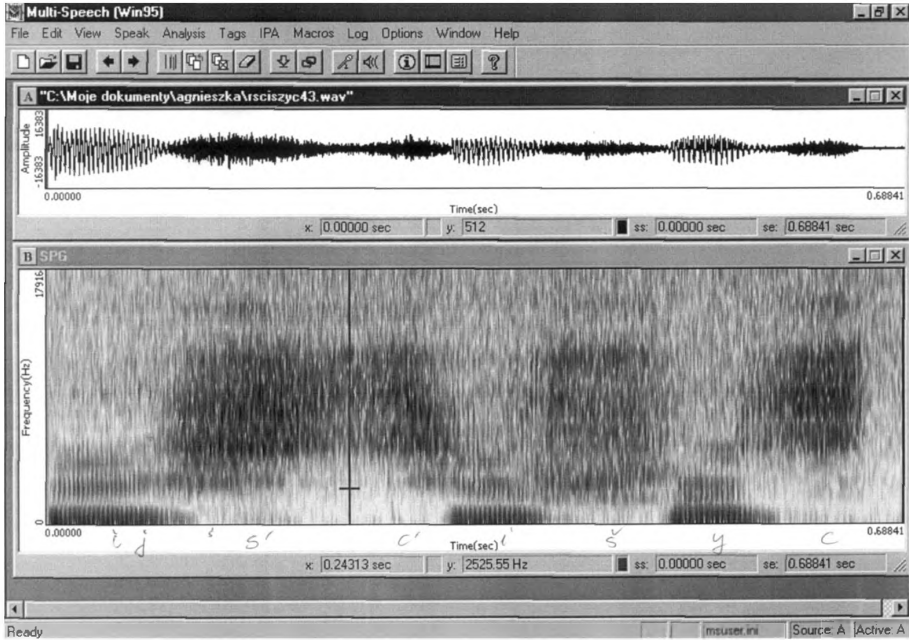 Multi-Speech (Win95)
File Edit View Speak Analysis Tags IPA Macros Log Options Window Help
A "C:\Moje dokumenty\agnieszka\rsciszyc43.wav"
Amplitude
16383
-16383
0.00000
0.68841
Time(sec)
x: 0.00000 sec y: 512 ss: 0.00000 sec se: 0.68841 sec
B SPG
Frequency(Hz)
17916
0
0.00000
0.68841
Time(sec)
i j i s' c' i š y c
x: 0.24313 sec y: 2525.55 Hz ss: 0.00000 sec se: 0.68841 sec
Ready
msuser.ini Source: A Active: A